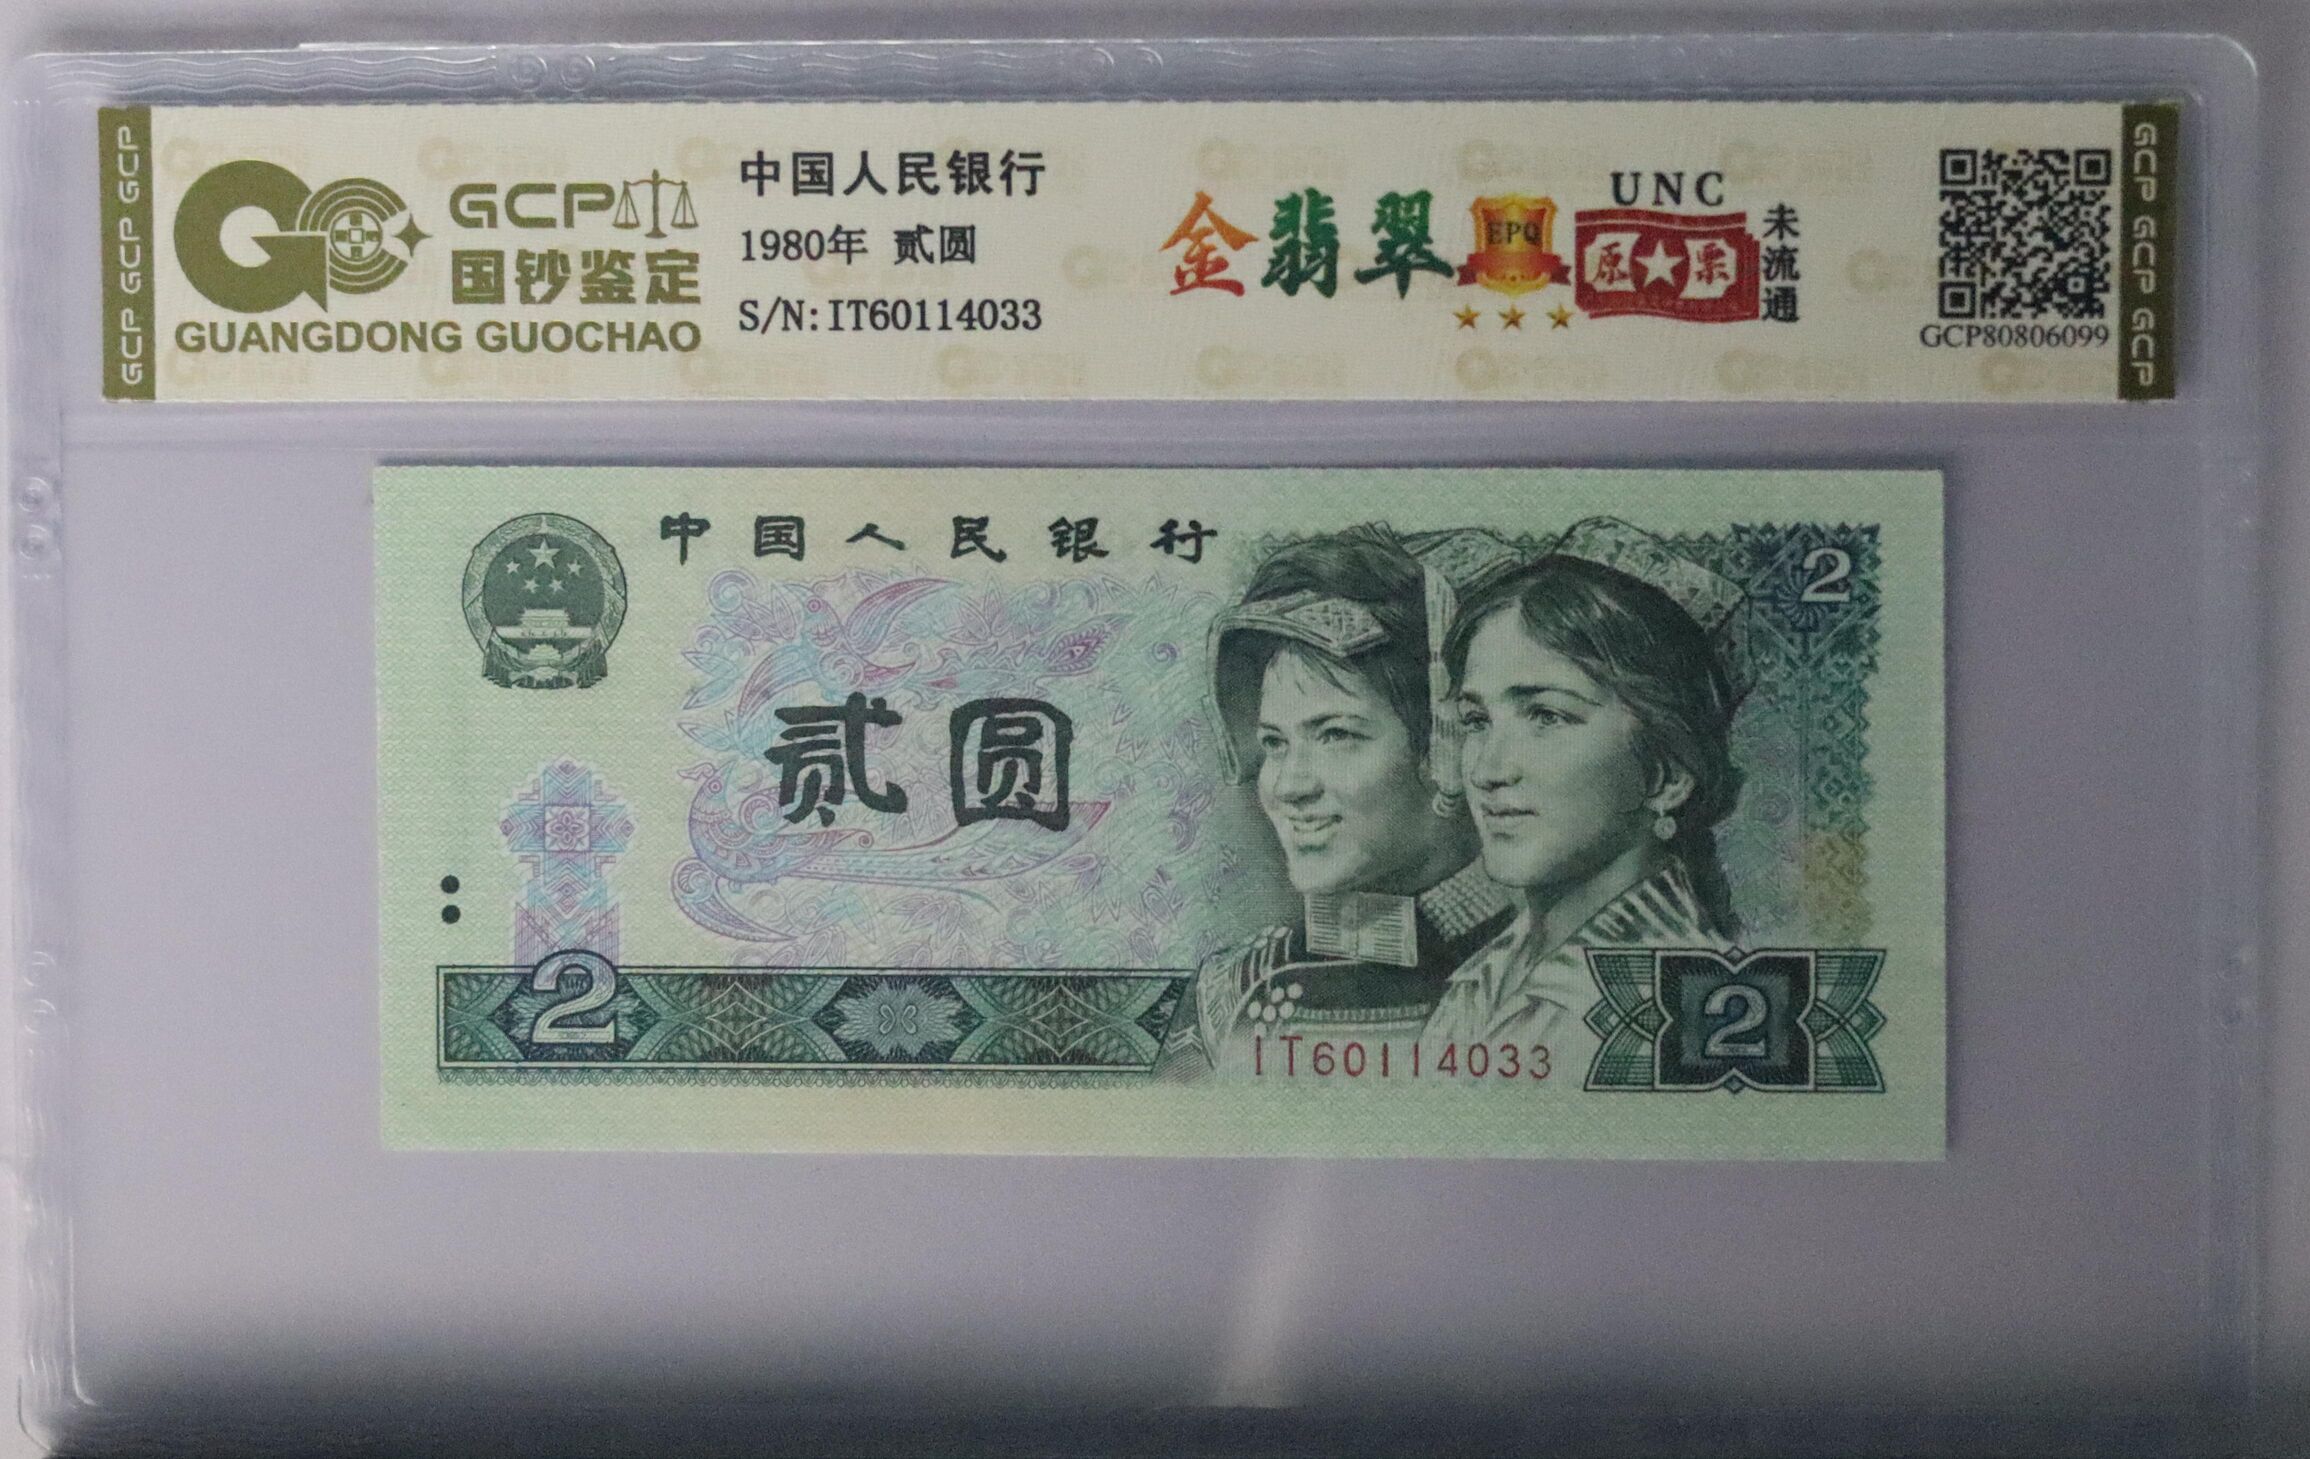 GCP GCP GCP
GCP
国钞鉴定
GUANGDONG GUOCHAO
中国人民银行
1980年 贰圆
S/N:IT60114033
金翡翠
EPQ
UNC
原★票
未流通
GCP80806099
GCP GCP GCP
中国人民银行
2
贰圆
2
IT60114033
2